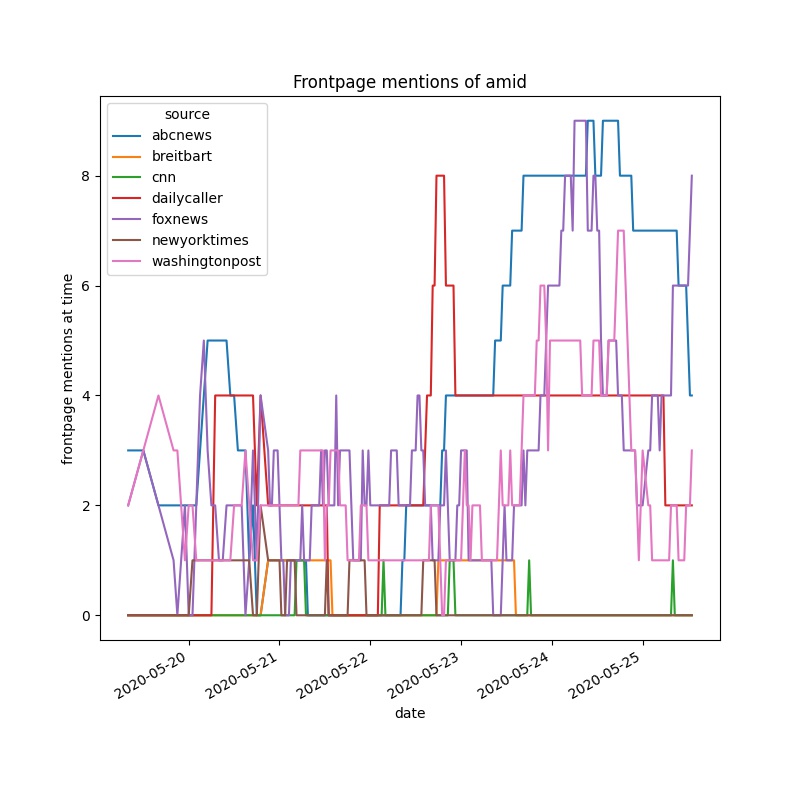 Frontpage mentions of amid
source
abcnews
breitbart
cnn
dailycaller
foxnews
newyorktimes
washingtonpost
frontpage mentions at time
8
6
4
2
0
2020-05-20
2020-05-21
2020-05-22
2020-05-23
2020-05-24
2020-05-25
date